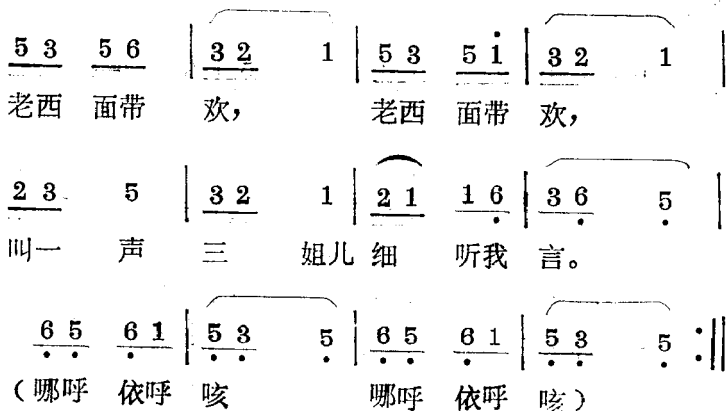 5 3 5 6 | 3 2 1 | 5 3 5 i | 3 2 1 |
老西 面带 欢， 老西 面带 欢，
2 3 5 | 3 2 1 | 2 1 1 6 | 3 6 5 |
叫一 声 三 姐儿 细 听我 言。
6 5 6 1 | 5 3 5 | 6 5 6 1 | 5 3 5 :||
（哪呼 依呼 咳 哪呼 依呼 咳）